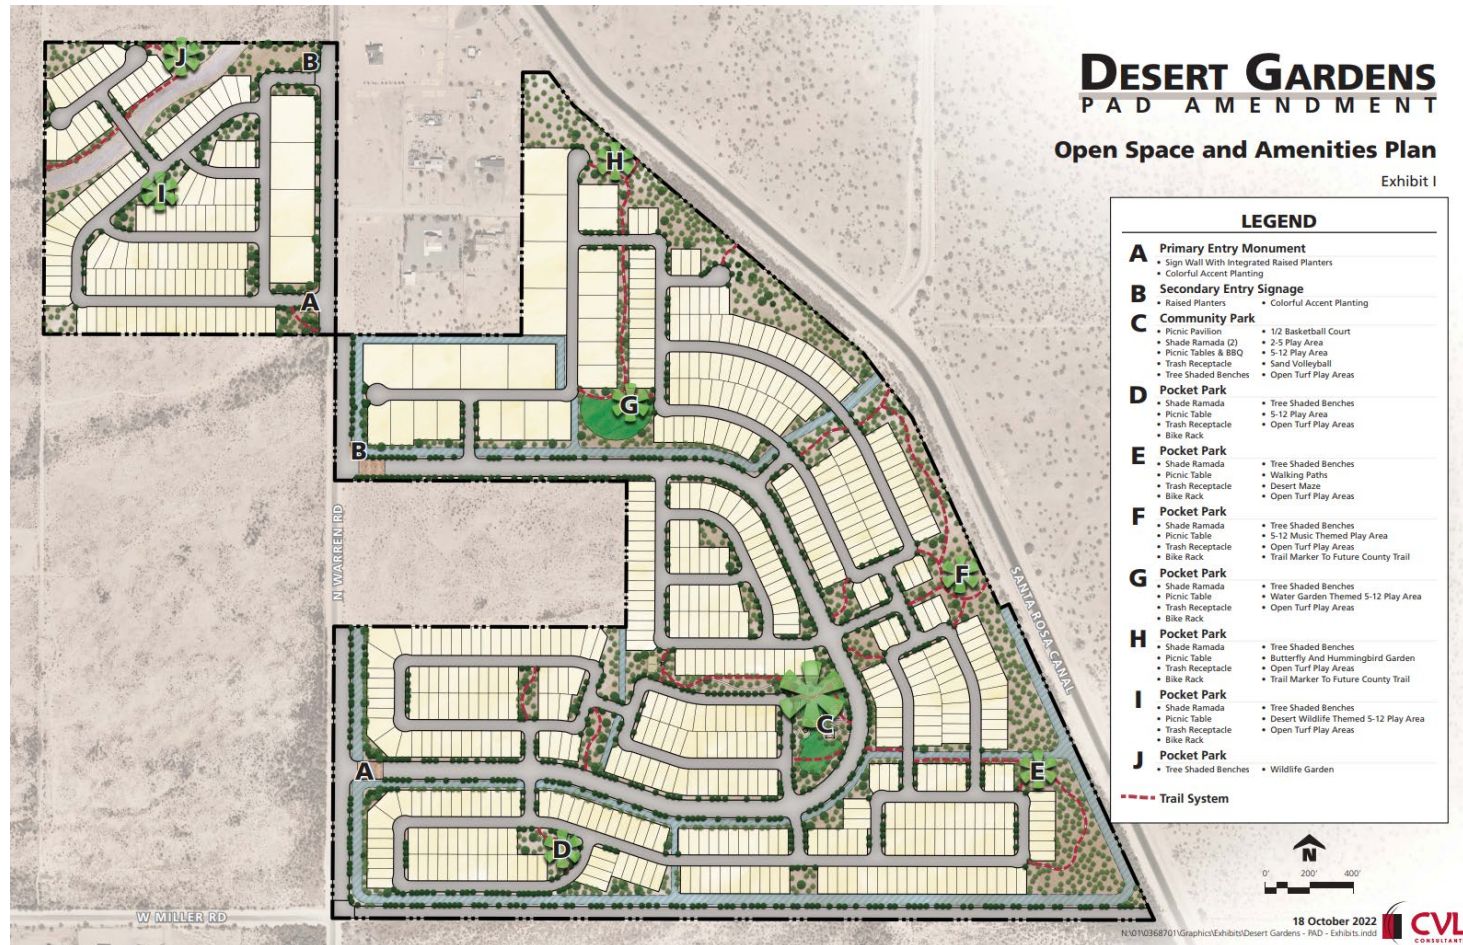 DESERT GARDENS
PAD AMENDMENT
Open Space and Amenities Plan
Exhibit I
LEGEND
A Primary Entry Monument
• Sign Wall With Integrated Raised Planters
• Colorful Accent Planting
B Secondary Entry Signage
• Raised Planters • Colorful Accent Planting
C Community Park
• Picnic Pavilion • 1/2 Basketball Court
• Shade Ramada (2) • 2-5 Play Area
• Picnic Tables & BBQ • 5-12 Play Area
• Trash Receptacle • Sand Volleyball
• Tree Shaded Benches • Open Turf Play Areas
D Pocket Park
• Shade Ramada • Tree Shaded Benches
• Picnic Table • 5-12 Play Area
• Trash Receptacle • Open Turf Play Areas
• Bike Rack
E Pocket Park
• Shade Ramada • Tree Shaded Benches
• Picnic Table • Walking Paths
• Trash Receptacle • Desert Maze
• Bike Rack • Open Turf Play Areas
F Pocket Park
• Shade Ramada • Tree Shaded Benches
• Picnic Table • 5-12 Music Themed Play Area
• Trash Receptacle • Open Turf Play Areas
• Bike Rack • Trail Marker To Future County Trail
G Pocket Park
• Shade Ramada • Tree Shaded Benches
• Picnic Table • Water Garden Themed 5-12 Play Area
• Trash Receptacle • Open Turf Play Areas
• Bike Rack
H Pocket Park
• Shade Ramada • Tree Shaded Benches
• Picnic Table • Butterfly And Hummingbird Garden
• Trash Receptacle • Open Turf Play Areas
• Bike Rack • Trail Marker To Future County Trail
I Pocket Park
• Shade Ramada • Tree Shaded Benches
• Picnic Table • Desert Wildlife Themed 5-12 Play Area
• Trash Receptacle • Open Turf Play Areas
• Bike Rack
J Pocket Park
• Tree Shaded Benches • Wildlife Garden
Trail System
N
0' 200' 400'
18 October 2022
N:\01\0368701\Graphics\Exhibits\Desert Gardens - PAD - Exhibits.indd
CVL
CONSULTANTS
J
B
I
A
H
G
B
F
C
A
E
D
N WARREN RD
SANTA ROSA CANAL
W MILLER RD